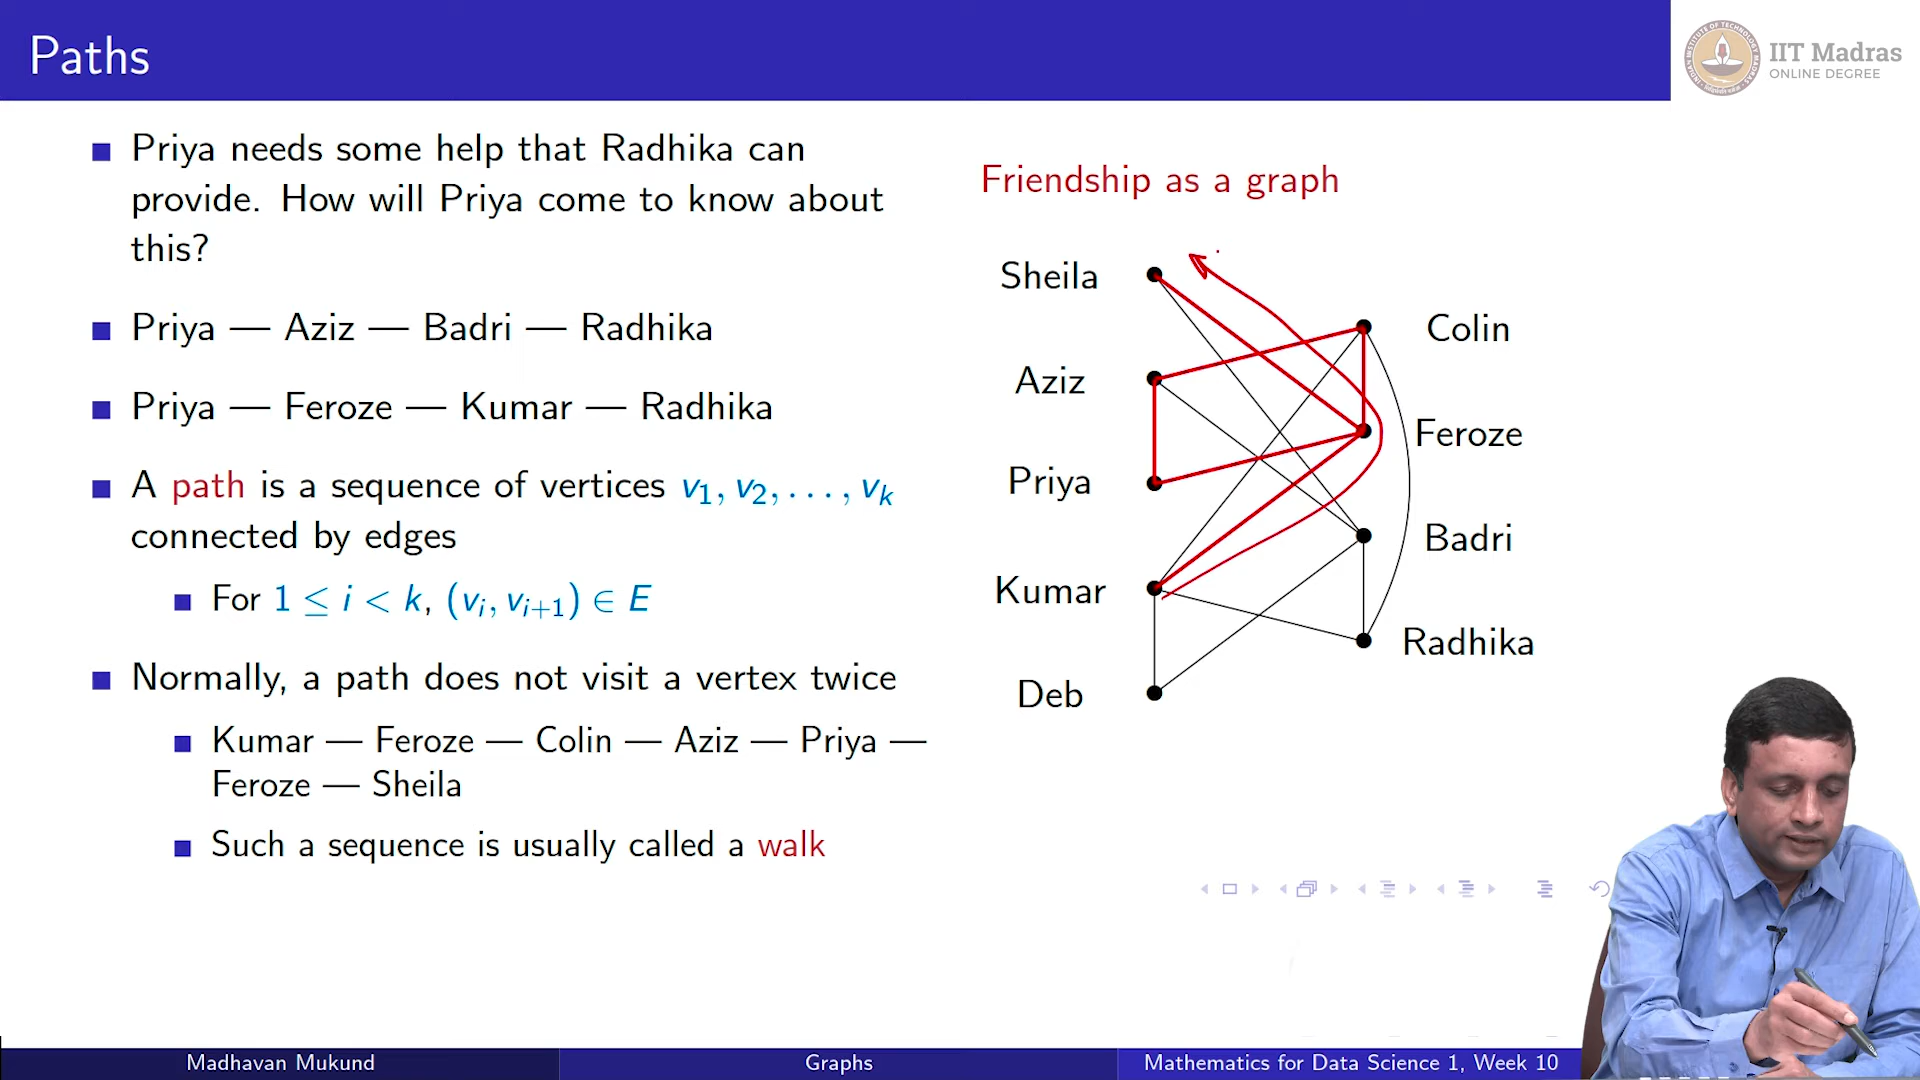 Paths
IIT Madras
ONLINE DEGREE
Priya needs some help that Radhika can
provide. How will Priya come to know about
this?
Priya — Aziz — Badri — Radhika
Priya — Feroze — Kumar — Radhika
A path is a sequence of vertices v₁, v₂, . . . , vₖ
connected by edges
For 1 ≤ i < k, (vᵢ, vᵢ₊₁) ∈ E
Normally, a path does not visit a vertex twice
Kumar — Feroze — Colin — Aziz — Priya —
Feroze — Sheila
Such a sequence is usually called a walk
Friendship as a graph
Sheila
Colin
Aziz
Feroze
Priya
Badri
Kumar
Radhika
Deb
Madhavan Mukund
Graphs
Mathematics for Data Science 1, Week 10